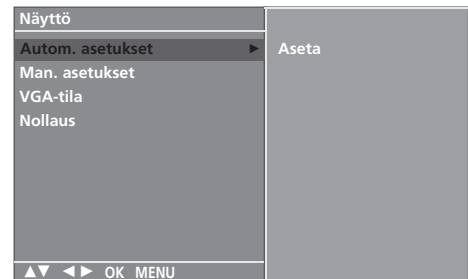 Näyttö
Autom. asetukset ► Aseta
Man. asetukset
VGA-tila
Nollaus
▲▼ ◄► OK MENU